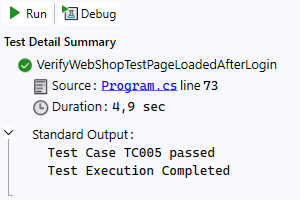 Run Debug
Test Detail Summary
VerifyWebShopTestPageLoadedAfterLogin
Source: Program.cs line 73
Duration: 4,9 sec
Standard Output:
Test Case TC005 passed
Test Execution Completed